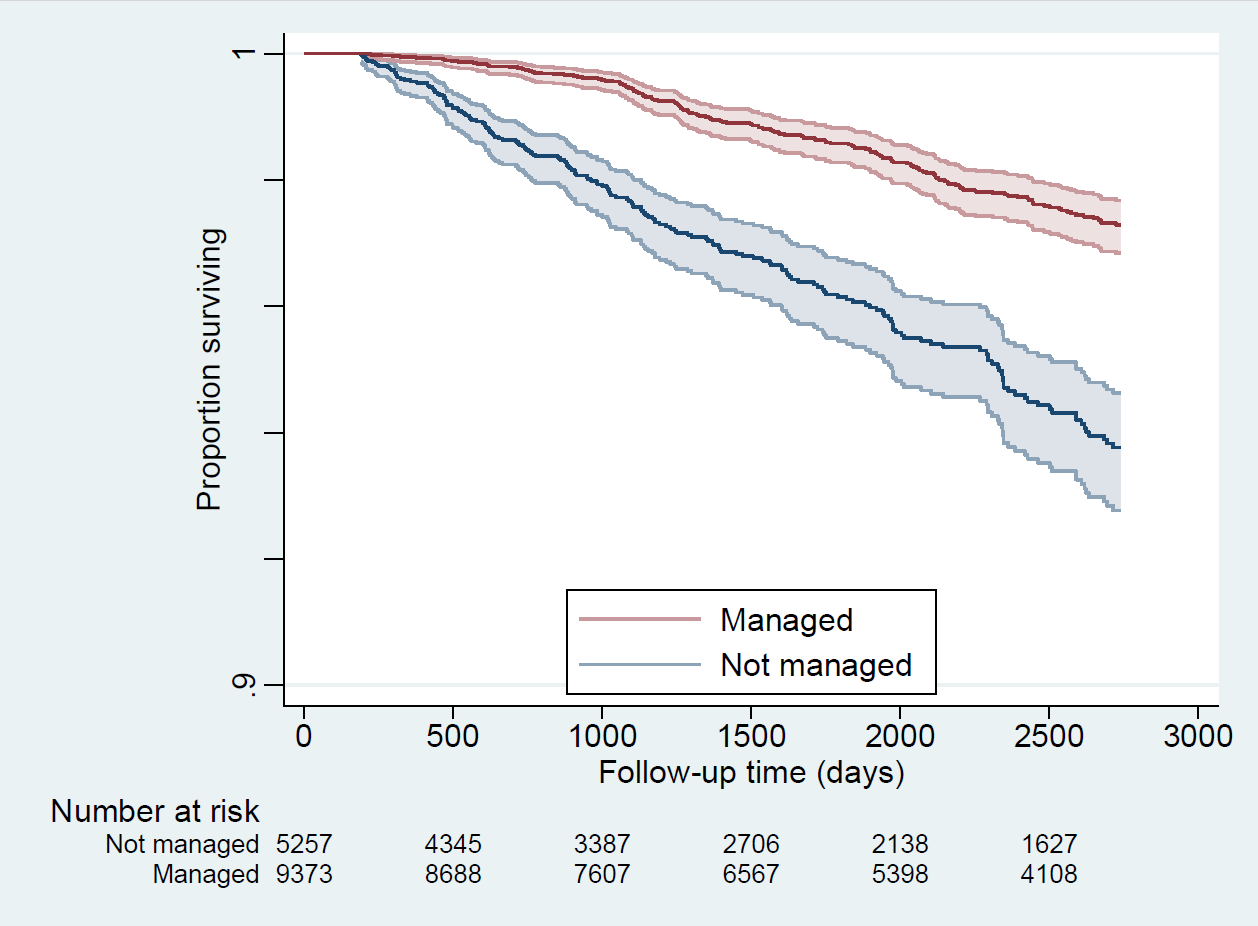 1
.9
Proportion surviving
Managed
Not managed
0 500 1000 1500 2000 2500 3000
Follow-up time (days)
Number at risk
Not managed 5257 4345 3387 2706 2138 1627
Managed 9373 8688 7607 6567 5398 4108